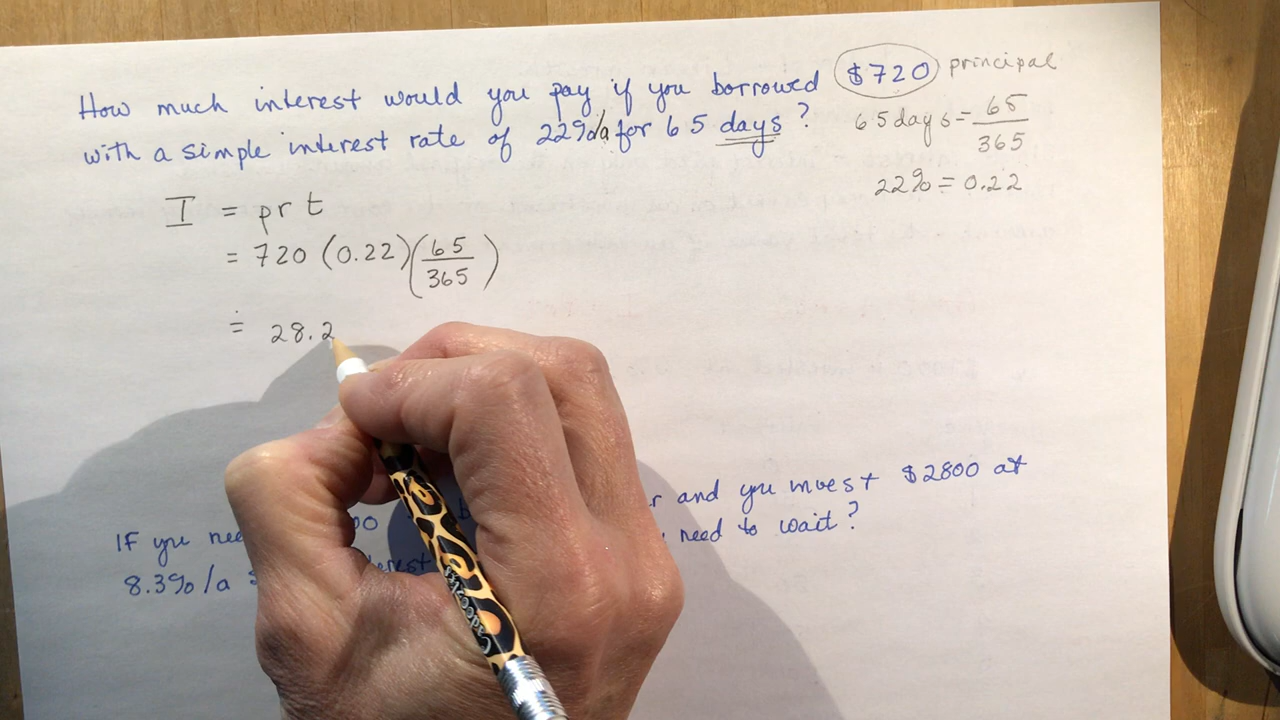 How much interest would you pay if you borrowed $720 principal
with a simple interest rate of 22%/a for 65 days?
65 days = 65/365
22% = 0.22
I = prt
= 720 (0.22)(65/365)
≐ 28.2
IF you nee r and you invest $2800 at
8.3%/a need to wait?